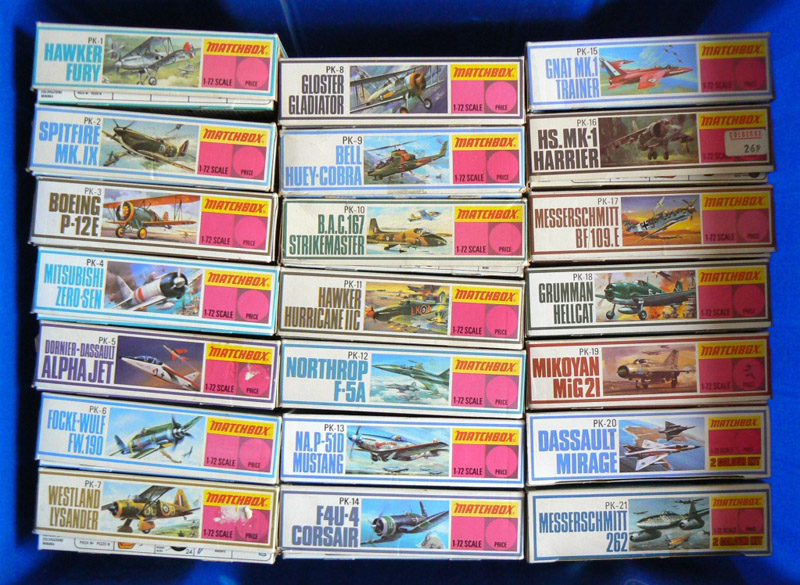 PK-1
HAWKER
FURY
MATCHBOX
1-72 SCALE
PRICE
PK-2
SPITFIRE
MK.IX
MATCHBOX
1-72 SCALE
PRICE
PK-3
BOEING
P-12E
MATCHBOX
1-72 SCALE
PRICE
PK-4
MITSUBISHI
ZERO-SEN
MATCHBOX
1-72 SCALE
PRICE
PK-5
DORNIER-DASSAULT
ALPHA JET
MATCHBOX
1-72 SCALE
PRICE
PK-6
FOCKE-WULF
FW.190
MATCHBOX
1-72 SCALE
PRICE
PK-7
WESTLAND
LYSANDER
MATCHBOX
1-72 SCALE
PRICE
24
PK-8
GLOSTER
GLADIATOR
MATCHBOX
1-72 SCALE
PRICE
PK-9
BELL
HUEY-COBRA
MATCHBOX
1-72 SCALE
PRICE
PK-10
B.A.C.167
STRIKEMASTER
MATCHBOX
1-72 SCALE
PRICE
PK-11
HAWKER
HURRICANE IIC
MATCHBOX
1-72 SCALE
PRICE
PK-12
NORTHROP
F-5A
MATCHBOX
1-72 SCALE
PRICE
PK-13
NA.P-51D
MUSTANG
MATCHBOX
1-72 SCALE
PRICE
PK-14
F4U-4
CORSAIR
MATCHBOX
1-72 SCALE
PRICE
PK-15
GNAT MK.1
TRAINER
MATCHBOX
1-72 SCALE
PRICE
PK-16
HS.MK-1
HARRIER
MATCHBOX
1-72 SCALE
26P
PK-17
MESSERSCHMITT
BF109.E
MATCHBOX
1-72 SCALE
PRICE
PK-18
GRUMMAN
HELLCAT
MATCHBOX
1-72 SCALE
PRICE
PK-19
MIKOYAN
MiG 21
MATCHBOX
1-72 SCALE
PRICE
PK-20
DASSAULT
MIRAGE
MATCHBOX
PK-21
MESSERSCHMITT
262
MATCHBOX